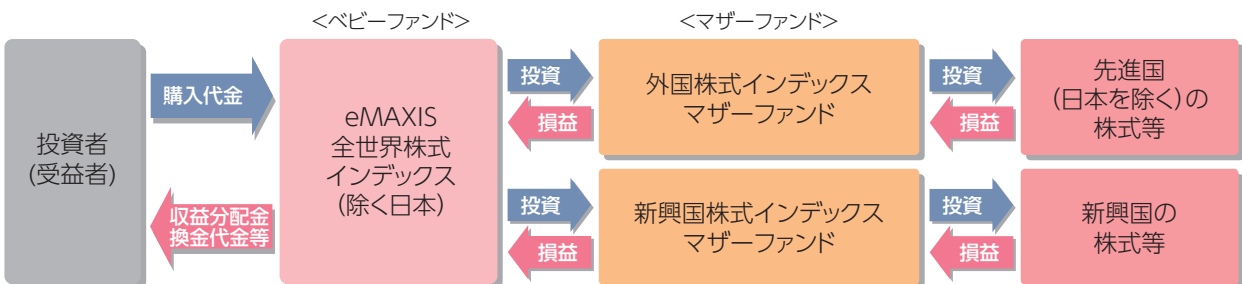 <ベビーファンド>
<マザーファンド>
投資者
(受益者)
購入代金
収益分配金
換金代金等
eMAXIS
全世界株式
インデックス
(除く日本)
投資
損益
外国株式インデックス
マザーファンド
投資
損益
先進国
(日本を除く)の
株式等
投資
損益
新興国株式インデックス
マザーファンド
投資
損益
新興国の
株式等